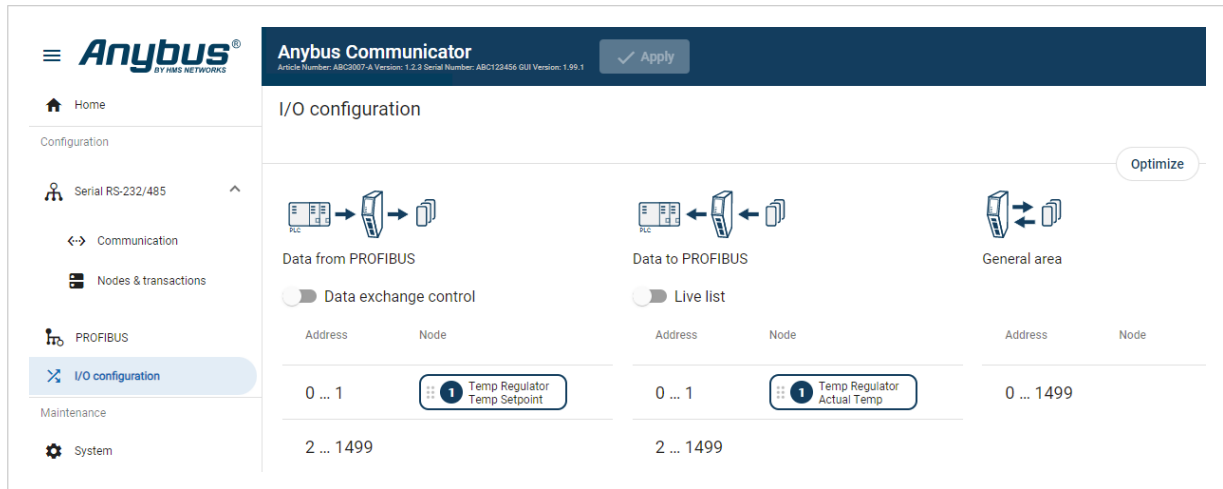 Anybus®
BY HMS NETWORKS
Anybus Communicator
Article Number: ABC3007-A Version: 1.2.3 Serial Number: ABC123456 GUI Version: 1.99.1
Apply
Home
Configuration
Serial RS-232/485
Communication
Nodes & transactions
PROFIBUS
I/O configuration
Maintenance
System
I/O configuration
Optimize
PLC
Data from PROFIBUS
Data exchange control
Address Node
0 ... 1
1
Temp Regulator
Temp Setpoint
2 ... 1499
PLC
Data to PROFIBUS
Live list
Address Node
0 ... 1
1
Temp Regulator
Actual Temp
2 ... 1499
General area
Address Node
0 ... 1499